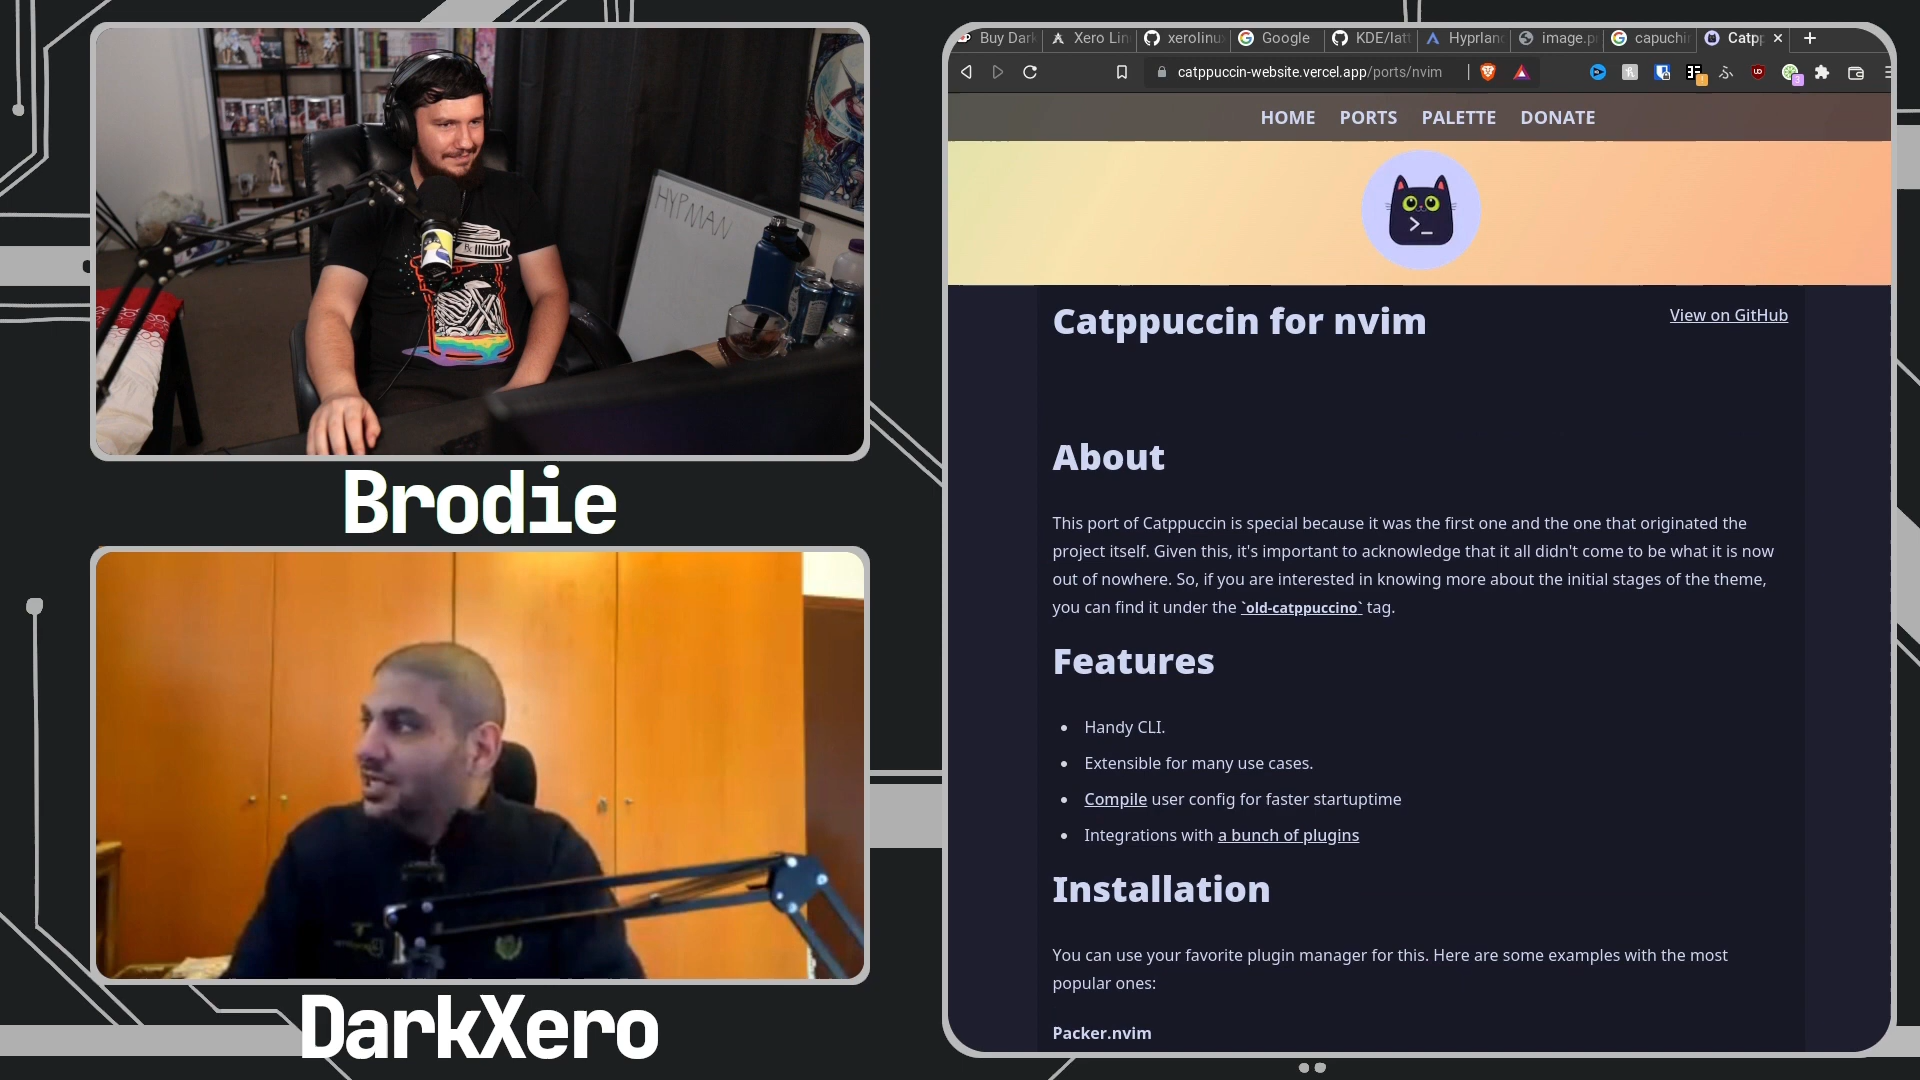 HYPMAN
Brodie
DarkXero
Buy Dark
Xero Lin
xerolinu
Google
KDE/latt
Hyprlan
image.p
capuchi
Catpp
catppuccin-website.vercel.app/ports/nvim
HOME PORTS PALETTE DONATE
>_
Catppuccin for nvim
View on GitHub
About
This port of Catppuccin is special because it was the first one and the one that originated the
project itself. Given this, it's important to acknowledge that it all didn't come to be what it is now
out of nowhere. So, if you are interested in knowing more about the initial stages of the theme,
you can find it under the `old-catppuccino` tag.
Features
• Handy CLI.
• Extensible for many use cases.
• Compile user config for faster startuptime
• Integrations with a bunch of plugins
Installation
You can use your favorite plugin manager for this. Here are some examples with the most
popular ones:
Packer.nvim